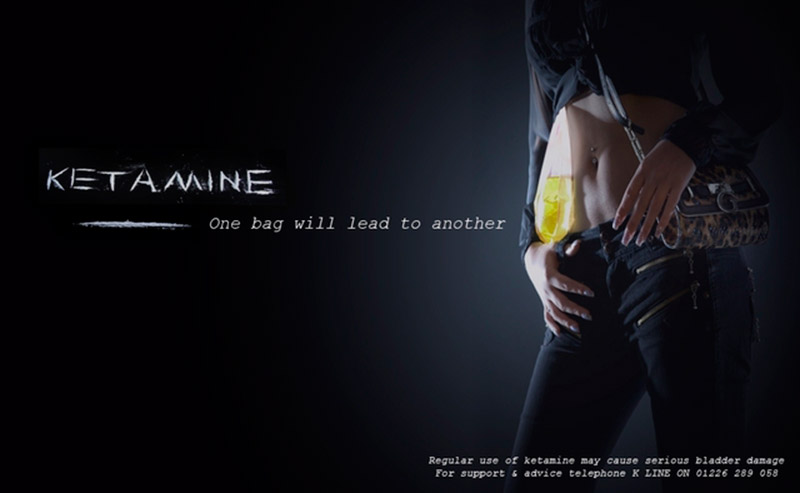 KETAMINE
One bag will lead to another
Regular use of ketamine may cause serious bladder damage
For support & advice telephone K LINE ON 01226 289 058